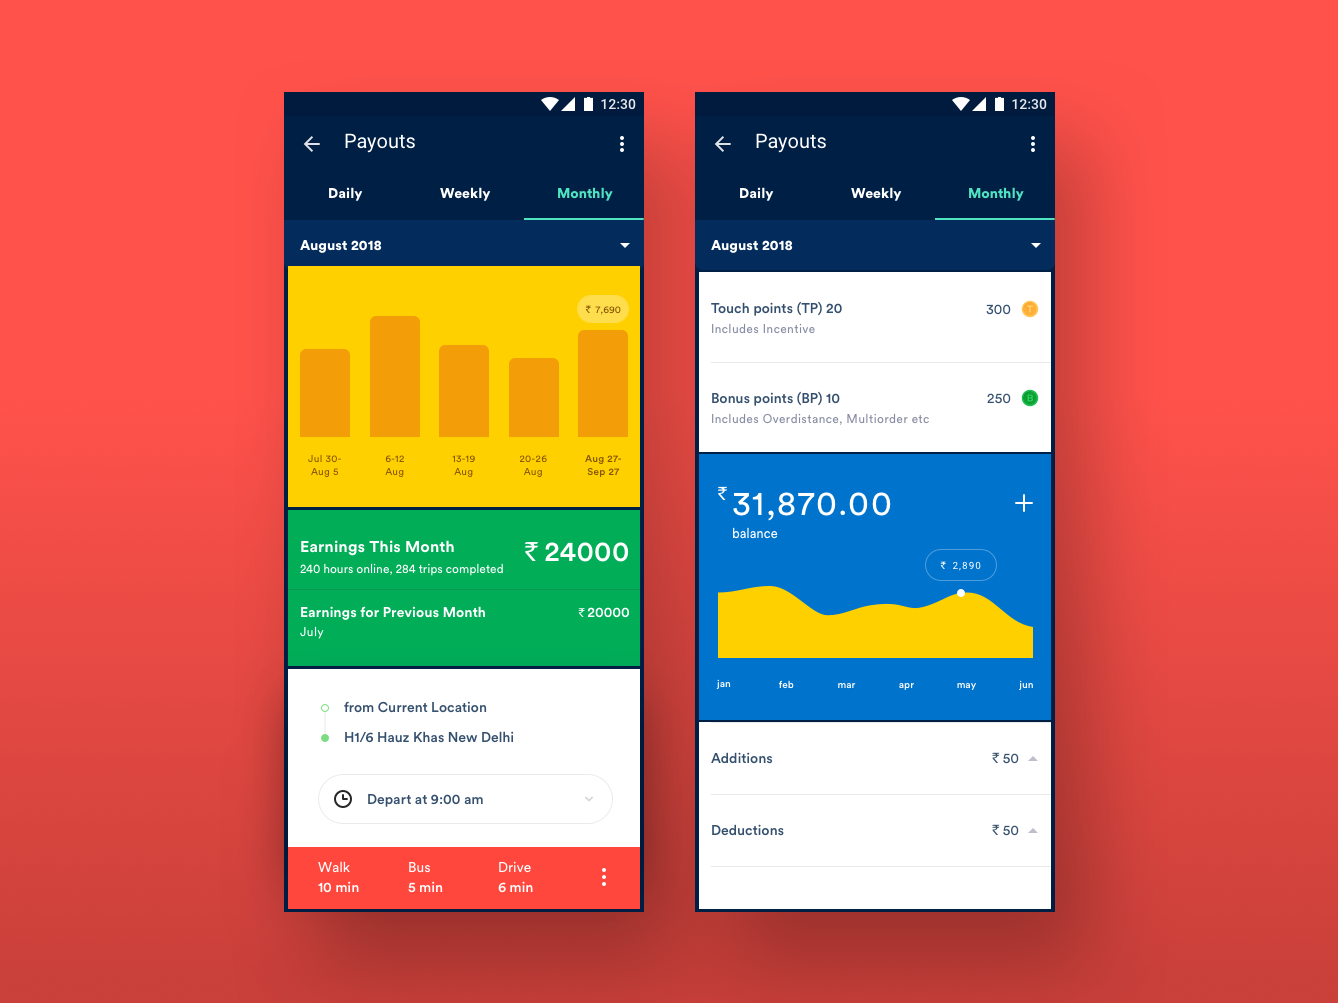 12:30
Payouts
Daily Weekly Monthly
August 2018
₹ 7,690
Jul 30- 6-12 13-19 20-26 Aug 27-
Aug 5 Aug Aug Aug Sep 27
Earnings This Month ₹ 24000
240 hours online, 284 trips completed
Earnings for Previous Month ₹ 20000
July
from Current Location
H1/6 Hauz Khas New Delhi
Depart at 9:00 am
Walk Bus Drive
10 min 5 min 6 min
12:30
Payouts
Daily Weekly Monthly
August 2018
Touch points (TP) 20 300 T
Includes Incentive
Bonus points (BP) 10 250 B
Includes Overdistance, Multiorder etc
₹ 31,870.00
balance
₹ 2,890
jan feb mar apr may jun
Additions ₹ 50
Deductions ₹ 50